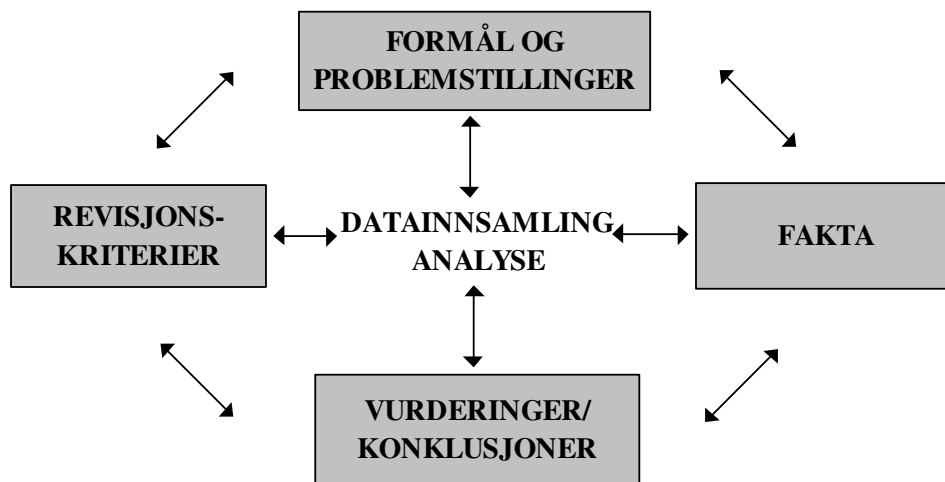 FORMÅL OG
PROBLEMSTILLINGER
REVISJONS-
KRITERIER
DATAINNSAMLING
ANALYSE
FAKTA
VURDERINGER/
KONKLUSJONER